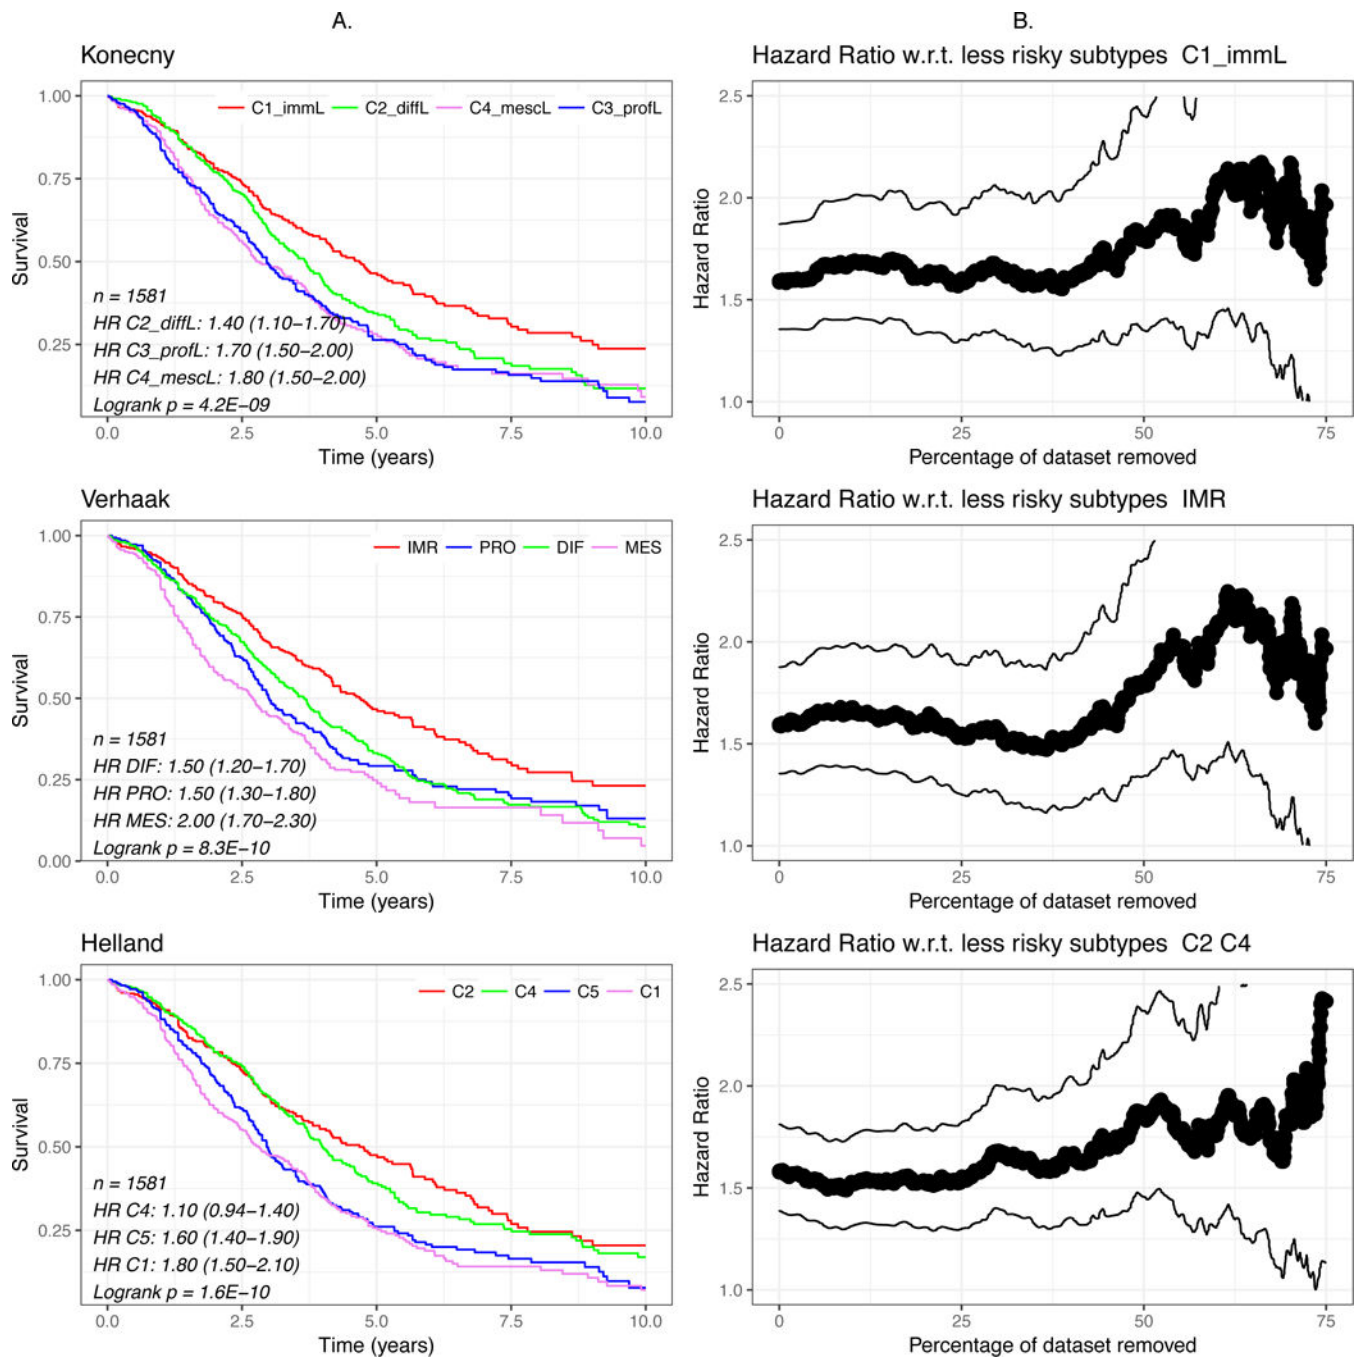 A.
Konecny
C1_immL C2_diffL C4_mescL C3_profL
1.00
0.75
0.50
0.25
Survival
n = 1581
HR C2_diffL: 1.40 (1.10−1.70)
HR C3_profL: 1.70 (1.50−2.00)
HR C4_mescL: 1.80 (1.50−2.00)
Logrank p = 4.2E−09
0.0 2.5 5.0 7.5 10.0
Time (years)
Verhaak
IMR PRO DIF MES
1.00
0.75
0.50
0.25
0.00
Survival
n = 1581
HR DIF: 1.50 (1.20−1.70)
HR PRO: 1.50 (1.30−1.80)
HR MES: 2.00 (1.70−2.30)
Logrank p = 8.3E−10
0.0 2.5 5.0 7.5 10.0
Time (years)
Helland
C2 C4 C5 C1
1.00
0.75
0.50
0.25
Survival
n = 1581
HR C4: 1.10 (0.94−1.40)
HR C5: 1.60 (1.40−1.90)
HR C1: 1.80 (1.50−2.10)
Logrank p = 1.6E−10
0.0 2.5 5.0 7.5 10.0
Time (years)
B.
Hazard Ratio w.r.t. less risky subtypes C1_immL
2.5
2.0
1.5
1.0
Hazard Ratio
0 25 50 75
Percentage of dataset removed
Hazard Ratio w.r.t. less risky subtypes IMR
2.5
2.0
1.5
1.0
Hazard Ratio
0 25 50 75
Percentage of dataset removed
Hazard Ratio w.r.t. less risky subtypes C2 C4
2.5
2.0
1.5
1.0
Hazard Ratio
0 25 50 75
Percentage of dataset removed